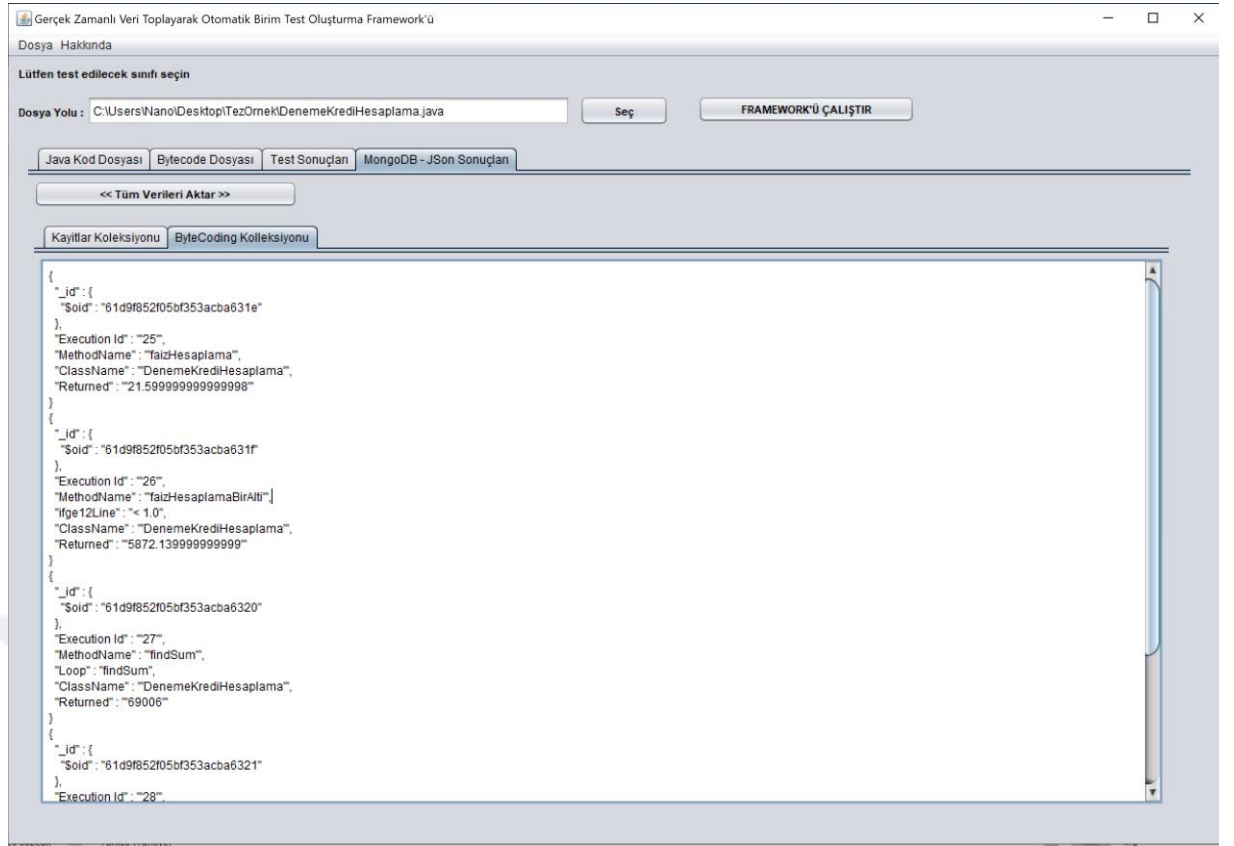 Gerçek Zamanlı Veri Toplayarak Otomatik Birim Test Oluşturma Framework'ü
Dosya Hakkında
Lütfen test edilecek sınıfı seçin
Dosya Yolu : C:\Users\Nano\Desktop\TezOrnek\DenemeKrediHesaplama.java Seç FRAMEWORK'Ü ÇALIŞTIR
Java Kod Dosyası Bytecode Dosyası Test Sonuçları MongoDB - JSon Sonuçları
<< Tüm Verileri Aktar >>
Kayitlar Koleksiyonu ByteCoding Kolleksiyonu
{
"_id" : {
"$oid" : "61d9f852f05bf353acba631e"
},
"Execution Id" : "'25'",
"MethodName" : "'faizHesaplama'",
"ClassName" : "'DenemeKrediHesaplama'",
"Returned" : "'21.599999999999998'"
}
{
"_id" : {
"$oid" : "61d9f852f05bf353acba631f"
},
"Execution Id" : "'26'",
"MethodName" : "'faizHesaplamaBirAlti'",
"ifge12Line" : "< 1.0",
"ClassName" : "'DenemeKrediHesaplama'",
"Returned" : "'5872.139999999999'"
}
{
"_id" : {
"$oid" : "61d9f852f05bf353acba6320"
},
"Execution Id" : "'27'",
"MethodName" : "'findSum'",
"Loop" : "findSum",
"ClassName" : "'DenemeKrediHesaplama'",
"Returned" : "'69006'"
}
{
"_id" : {
"$oid" : "61d9f852f05bf353acba6321"
},
"Execution Id" : "'28'",